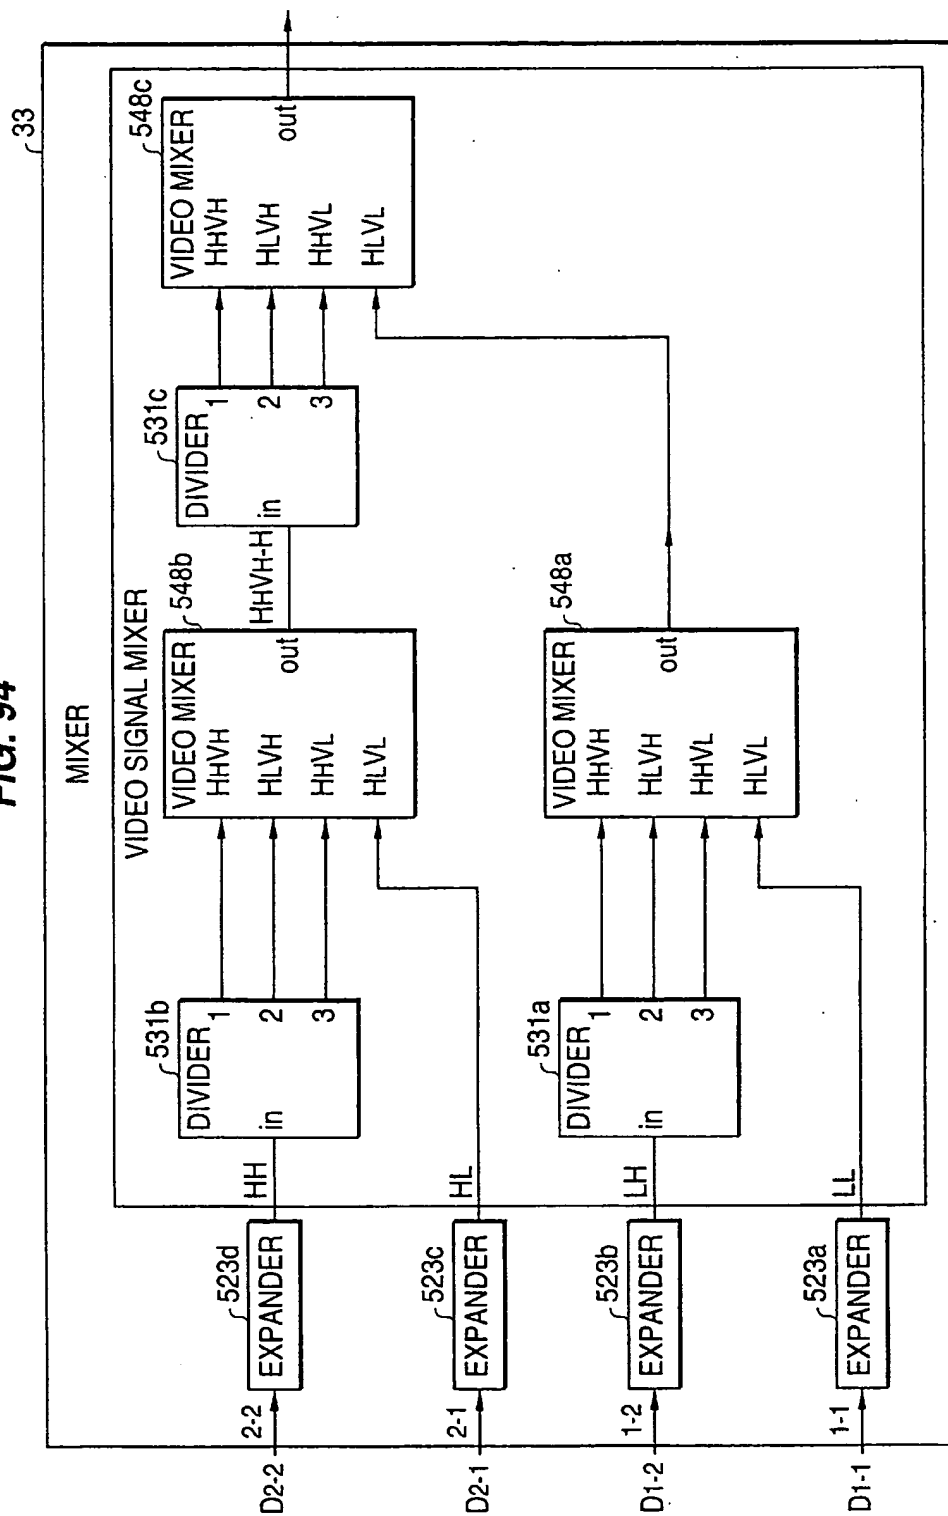 FIG. 94
33
MIXER
VIDEO SIGNAL MIXER
D2-2
2-2
EXPANDER
523d
HH
DIVIDER
531b
in
1
2
3
VIDEO MIXER
548b
HHVH
HLVH
HHVL
HLVL
out
HHVH-H
DIVIDER
531c
in
1
2
3
VIDEO MIXER
548c
HHVH
HLVH
HHVL
HLVL
out
D2-1
2-1
EXPANDER
523c
HL
D1-2
1-2
EXPANDER
523b
LH
DIVIDER
531a
in
1
2
3
VIDEO MIXER
548a
HHVH
HLVH
HHVL
HLVL
out
D1-1
1-1
EXPANDER
523a
LL